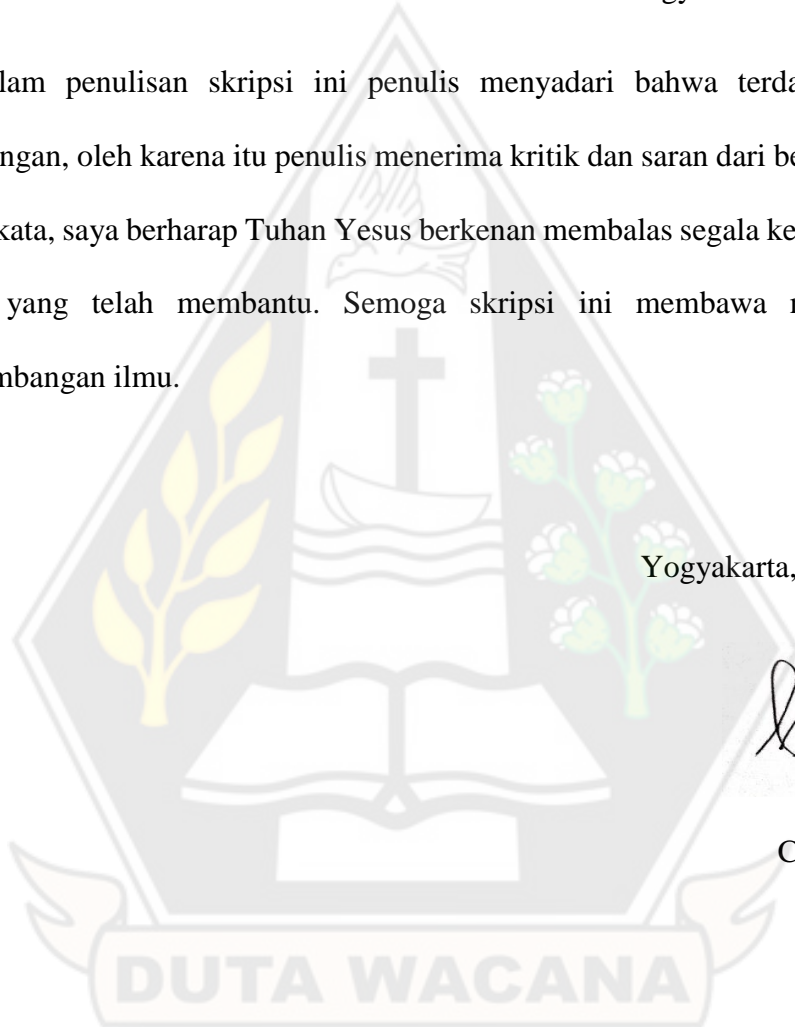 gy
lam penulisan skripsi ini penulis menyadari bahwa terda
ngan, oleh karena itu penulis menerima kritik dan saran dari be
kata, saya berharap Tuhan Yesus berkenan membalas segala ke
yang telah membantu. Semoga skripsi ini membawa
mbangan ilmu.
Yogyakarta,
DUTA WACANA